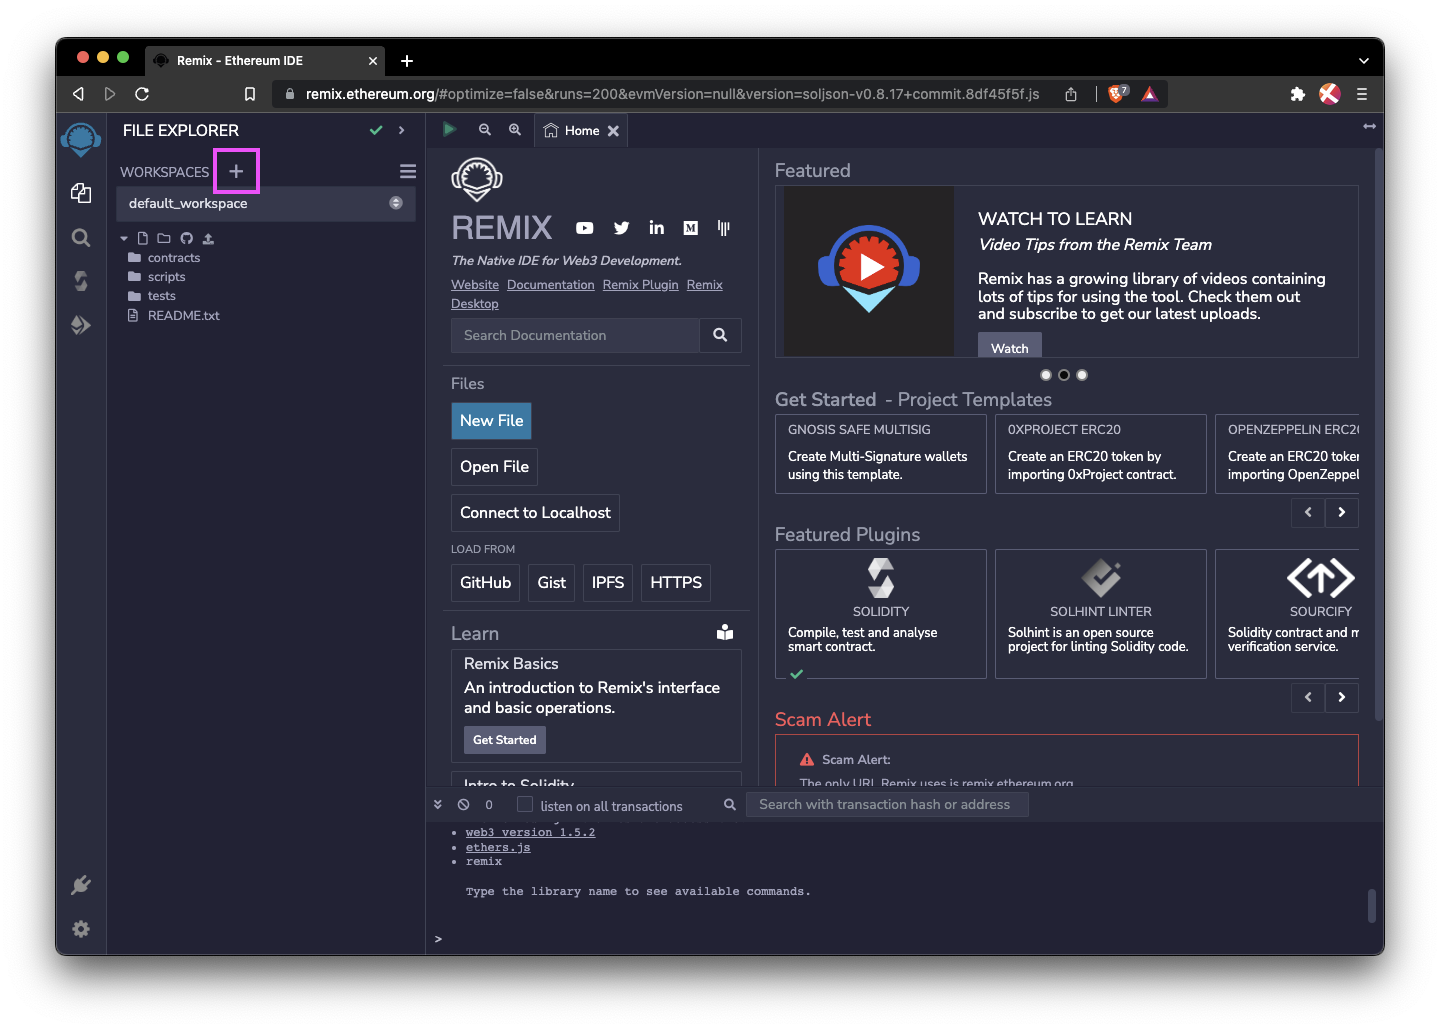 Remix - Ethereum IDE
remix.ethereum.org/#optimize=false&runs=200&evmVersion=null&version=soljson-v0.8.17+commit.8df45f5f.js
7
FILE EXPLORER
WORKSPACES
default_workspace
contracts
scripts
tests
README.txt
Home
REMIX
The Native IDE for Web3 Development.
Website Documentation Remix Plugin Remix
Desktop
Search Documentation
Files
New File
Open File
Connect to Localhost
LOAD FROM
GitHub Gist IPFS HTTPS
Learn
Remix Basics
An introduction to Remix's interface
and basic operations.
Get Started
Intro to Solidity
Featured
WATCH TO LEARN
Video Tips from the Remix Team
Remix has a growing library of videos containing
lots of tips for using the tool. Check them out
and subscribe to get our latest uploads.
Watch
Get Started - Project Templates
GNOSIS SAFE MULTISIG
Create Multi-Signature wallets
using this template.
0XPROJECT ERC20
Create an ERC20 token by
importing 0xProject contract.
OPENZEPPELIN ERC20
Create an ERC20 token
importing OpenZeppel
Featured Plugins
SOLIDITY
Compile, test and analyse
smart contract.
SOLHINT LINTER
Solhint is an open source
project for linting Solidity code.
SOURCIFY
Solidity contract and m
verification service.
Scam Alert
Scam Alert:
The only URL Remix uses is remix.ethereum.org
0 listen on all transactions
Search with transaction hash or address
web3 version 1.5.2
ethers.js
remix
Type the library name to see available commands.
>